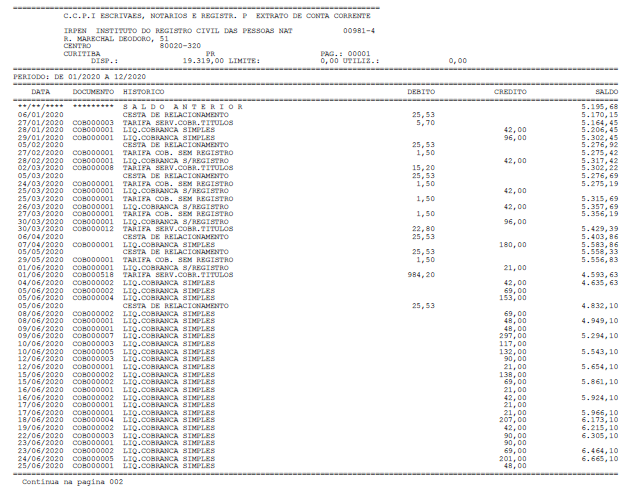 C.C.P.I ESCRIVAES, NOTARIOS E REGISTR. P EXTRATO DE CONTA CORRENTE
IRPEN INSTITUTO DO REGISTRO CIVIL DAS PESSOAS NAT 00981-4
R. MARECHAL DEODORO, 51
CENTRO 80020-320
CURITIBA PR PAG.: 00001
DISP.: 19.319,00 LIMITE: 0,00 UTILIZ.: 0,00
PERIODO: DE 01/2020 A 12/2020
DATA DOCUMENTO HISTORICO DEBITO CREDITO SALDO
**/**/**** ********* S A L D O A N T E R I O R 5.195,68
06/01/2020 CESTA DE RELACIONAMENTO 25,53 5.170,15
27/01/2020 COB000003 TARIFA SERV.COBR.TITULOS 5,70 5.164,45
28/01/2020 COB000001 LIQ.COBRANCA SIMPLES 42,00 5.206,45
29/01/2020 COB000001 LIQ.COBRANCA SIMPLES 96,00 5.302,45
05/02/2020 CESTA DE RELACIONAMENTO 25,53 5.276,92
27/02/2020 COB000001 TARIFA COB. SEM REGISTRO 1,50 5.275,42
28/02/2020 COB000001 LIQ.COBRANCA S/REGISTRO 42,00 5.317,42
02/03/2020 COB000008 TARIFA SERV.COBR.TITULOS 15,20 5.302,22
05/03/2020 CESTA DE RELACIONAMENTO 25,53 5.276,69
24/03/2020 COB000001 TARIFA COB. SEM REGISTRO 1,50 5.275,19
25/03/2020 COB000001 LIQ.COBRANCA S/REGISTRO 42,00
25/03/2020 COB000001 TARIFA COB. SEM REGISTRO 1,50 5.315,69
26/03/2020 COB000001 LIQ.COBRANCA S/REGISTRO 42,00 5.357,69
27/03/2020 COB000001 TARIFA COB. SEM REGISTRO 1,50 5.356,19
30/03/2020 COB000001 LIQ.COBRANCA S/REGISTRO 96,00
30/03/2020 COB000012 TARIFA SERV.COBR.TITULOS 22,80 5.429,39
06/04/2020 CESTA DE RELACIONAMENTO 25,53 5.403,86
07/04/2020 COB000001 LIQ.COBRANCA SIMPLES 180,00 5.583,86
05/05/2020 CESTA DE RELACIONAMENTO 25,53 5.558,33
29/05/2020 COB000001 TARIFA COB. SEM REGISTRO 1,50 5.556,83
01/06/2020 COB000001 LIQ.COBRANCA S/REGISTRO 21,00
01/06/2020 COB000518 TARIFA SERV.COBR.TITULOS 984,20 4.593,63
04/06/2020 COB000002 LIQ.COBRANCA SIMPLES 42,00 4.635,63
05/06/2020 COB000002 LIQ.COBRANCA SIMPLES 69,00
05/06/2020 COB000004 LIQ.COBRANCA SIMPLES 153,00
05/06/2020 CESTA DE RELACIONAMENTO 25,53 4.832,10
08/06/2020 COB000002 LIQ.COBRANCA SIMPLES 69,00
08/06/2020 COB000001 LIQ.COBRANCA SIMPLES 48,00 4.949,10
09/06/2020 COB000001 LIQ.COBRANCA SIMPLES 48,00
09/06/2020 COB000007 LIQ.COBRANCA SIMPLES 297,00 5.294,10
10/06/2020 COB000003 LIQ.COBRANCA SIMPLES 117,00
10/06/2020 COB000005 LIQ.COBRANCA SIMPLES 132,00 5.543,10
12/06/2020 COB000003 LIQ.COBRANCA SIMPLES 90,00
12/06/2020 COB000001 LIQ.COBRANCA SIMPLES 21,00 5.654,10
15/06/2020 COB000002 LIQ.COBRANCA SIMPLES 138,00
15/06/2020 COB000002 LIQ.COBRANCA SIMPLES 69,00 5.861,10
16/06/2020 COB000001 LIQ.COBRANCA SIMPLES 21,00
16/06/2020 COB000002 LIQ.COBRANCA SIMPLES 42,00 5.924,10
17/06/2020 COB000001 LIQ.COBRANCA SIMPLES 21,00
17/06/2020 COB000001 LIQ.COBRANCA SIMPLES 21,00 5.966,10
18/06/2020 COB000004 LIQ.COBRANCA SIMPLES 207,00 6.173,10
19/06/2020 COB000002 LIQ.COBRANCA SIMPLES 42,00 6.215,10
22/06/2020 COB000003 LIQ.COBRANCA SIMPLES 90,00 6.305,10
23/06/2020 COB000001 LIQ.COBRANCA SIMPLES 90,00
23/06/2020 COB000002 LIQ.COBRANCA SIMPLES 69,00 6.464,10
24/06/2020 COB000005 LIQ.COBRANCA SIMPLES 201,00 6.665,10
25/06/2020 COB000001 LIQ.COBRANCA SIMPLES 48,00
Continua na pagina 002